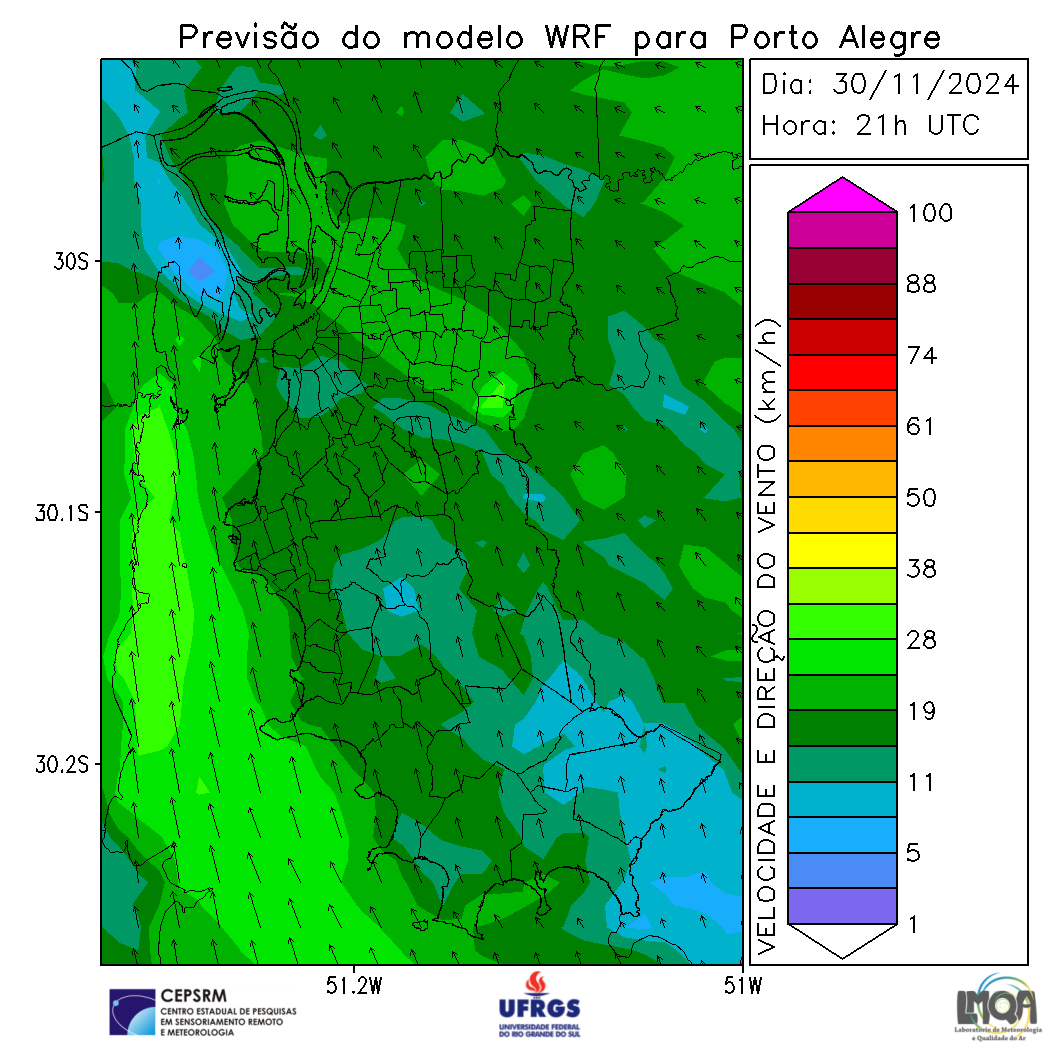 Previsão do modelo WRF para Porto Alegre
Dia: 30/11/2024
Hora: 21h UTC
30S
30.1S
30.2S
51.2W
51W
VELOCIDADE E DIREÇÃO DO VENTO (km/h)
100
88
74
61
50
38
28
19
11
5
1
CEPSRM
CENTRO ESTADUAL DE PESQUISAS
EM SENSORIAMENTO REMOTO
E METEOROLOGIA
UFRGS
UNIVERSIDADE FEDERAL
DO RIO GRANDE DO SUL
LMQA
Laboratório de Meteorologia
e Qualidade do Ar